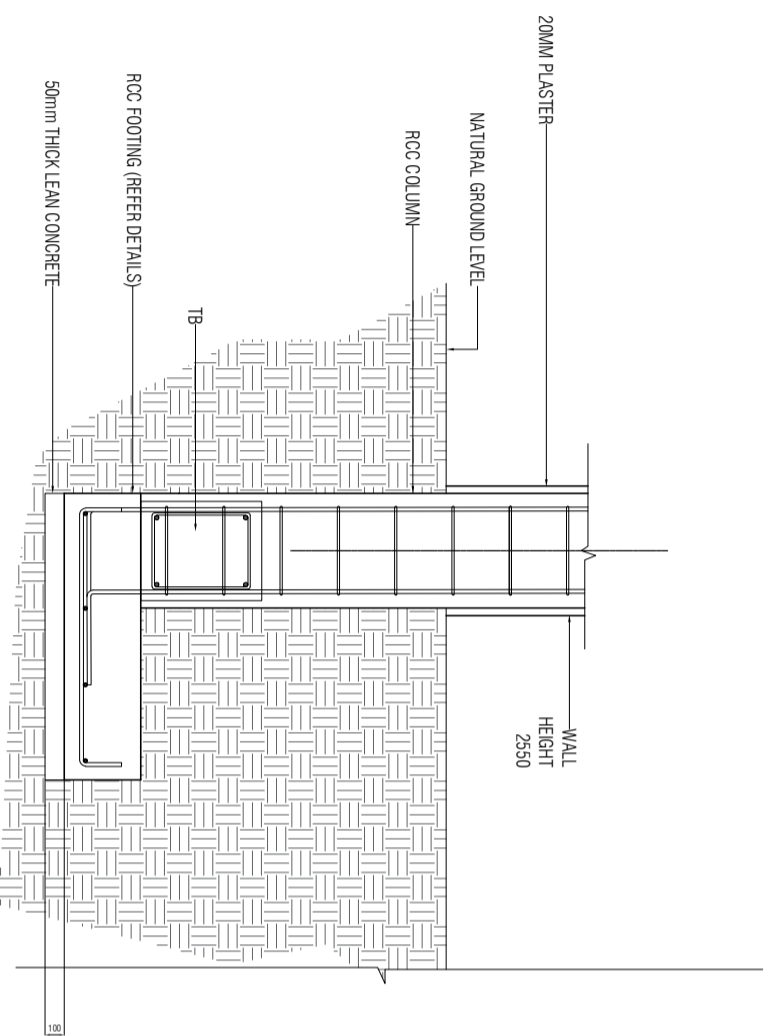 20MM PLASTER
NATURAL GROUND LEVEL
RCC COLUMN
TB
RCC FOOTING (REFER DETAILS)
50mm THICK LEAN CONCRETE
WALL
HEIGHT
2550
100